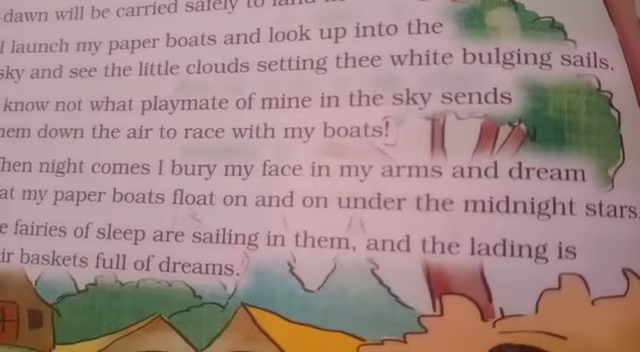 dawn will be carried safely to land
I launch my paper boats and look up into the
sky and see the little clouds setting thee white bulging sails.
know not what playmate of mine in the sky sends
hem down the air to race with my boats!
hen night comes I bury my face in my arms and dream
at my paper boats float on and on under the midnight stars.
e fairies of sleep are sailing in them, and the lading is
ir baskets full of dreams.